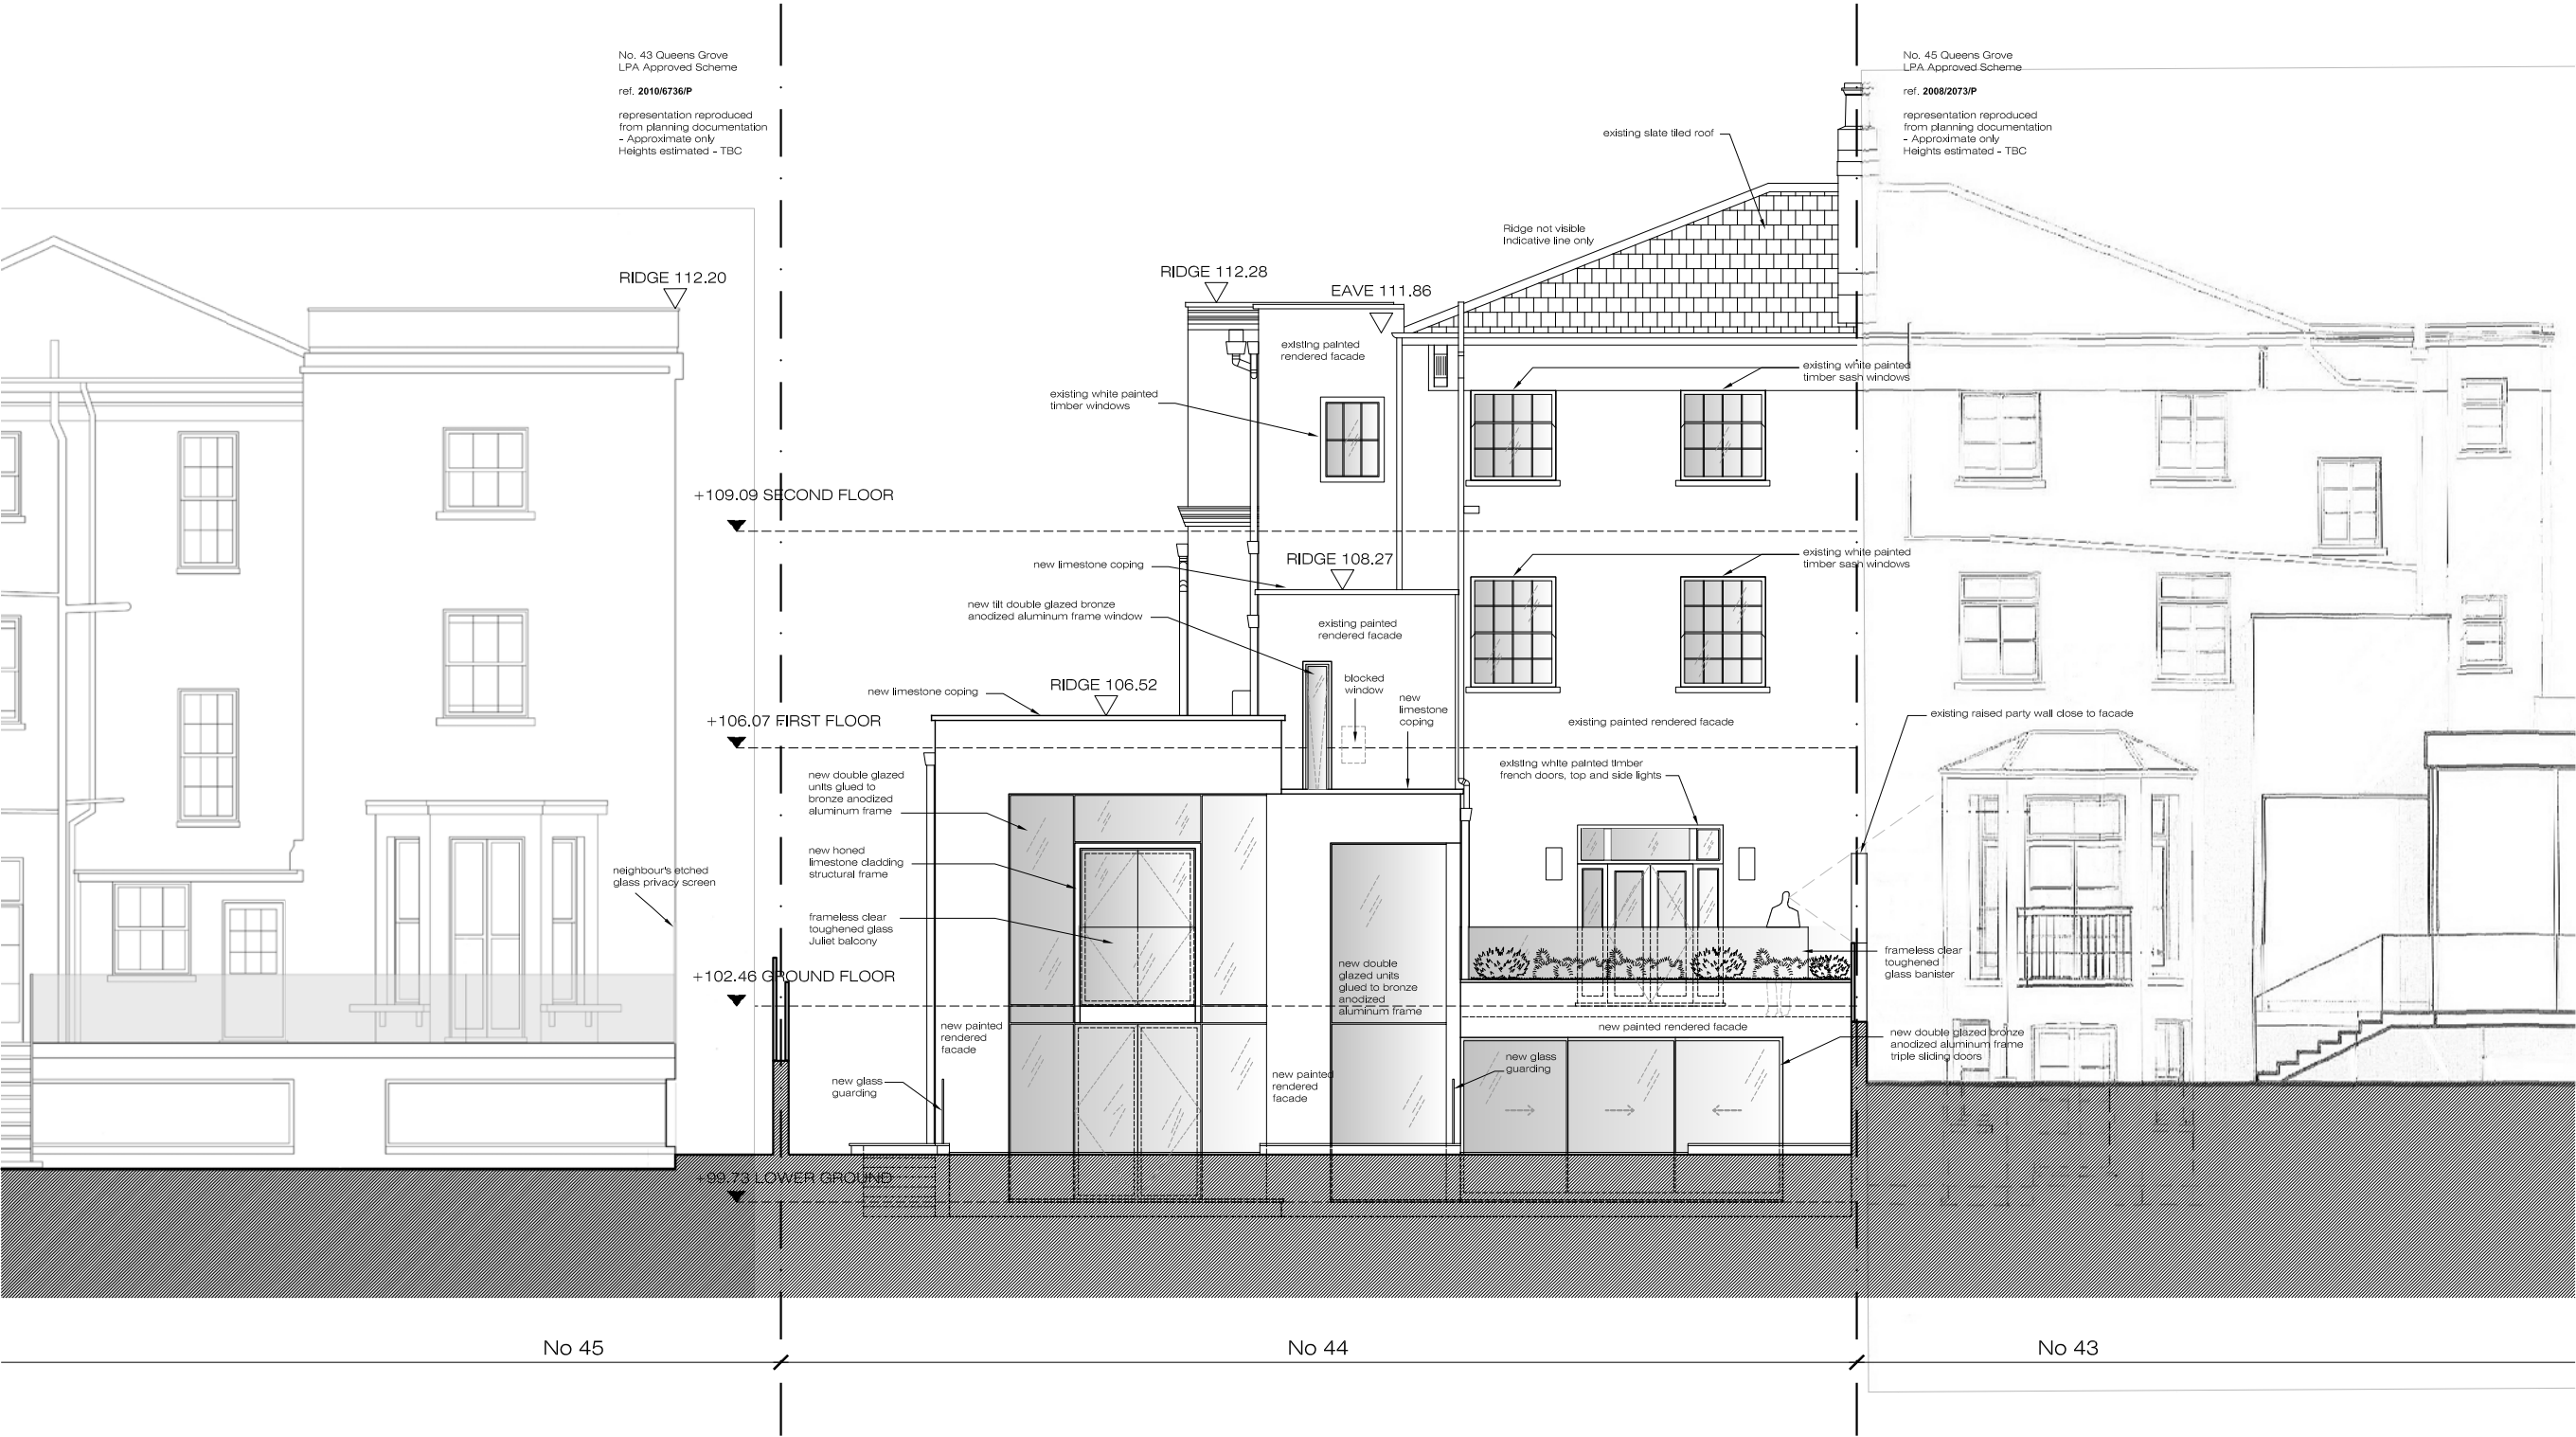 No. 43 Queens Grove
LPA Approved Scheme
ref. 2010/6736/P
representation reproduced
from planning documentation
- Approximate only
Heights estimated - TBC
No. 45 Queens Grove
LPA Approved Scheme
ref. 2008/2073/P
representation reproduced
from planning documentation
- Approximate only
Heights estimated - TBC
existing slate tiled roof
Ridge not visible
Indicative line only
RIDGE 112.20
RIDGE 112.28
EAVE 111.86
existing painted
rendered facade
existing white painted
timber sash windows
existing white painted
timber windows
+109.09 SECOND FLOOR
existing white painted
timber sash windows
RIDGE 108.27
new limestone coping
new tilt double glazed bronze
anodized aluminum frame window
existing painted
rendered facade
blocked
window
new
limestone
coping
RIDGE 106.52
new limestone coping
+106.07 FIRST FLOOR
existing painted rendered facade
existing raised party wall close to facade
existing white painted timber
french doors, top and side lights
new double glazed
units glued to
bronze anodized
aluminum frame
new honed
limestone cladding
structural frame
neighbour's etched
glass privacy screen
frameless clear
toughened glass
Juliet balcony
frameless clear
toughened
glass banister
new double
glazed units
glued to bronze
anodized
aluminum frame
+102.46 GROUND FLOOR
new painted
rendered
facade
new painted rendered facade
new double glazed bronze
anodized aluminum frame
triple sliding doors
new glass
guarding
new painted
rendered
facade
new glass
guarding
+99.73 LOWER GROUND
No 45
No 44
No 43